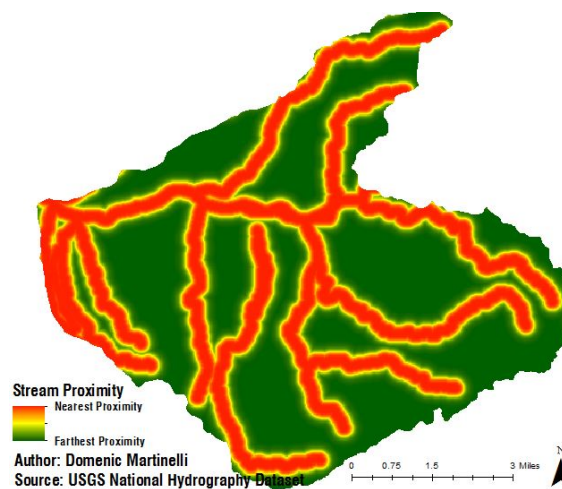 Stream Proximity
Nearest Proximity
Farthest Proximity
Author: Domenic Martinelli
Source: USGS National Hydrography Dataset
0 0.75 1.5 3 Miles
N